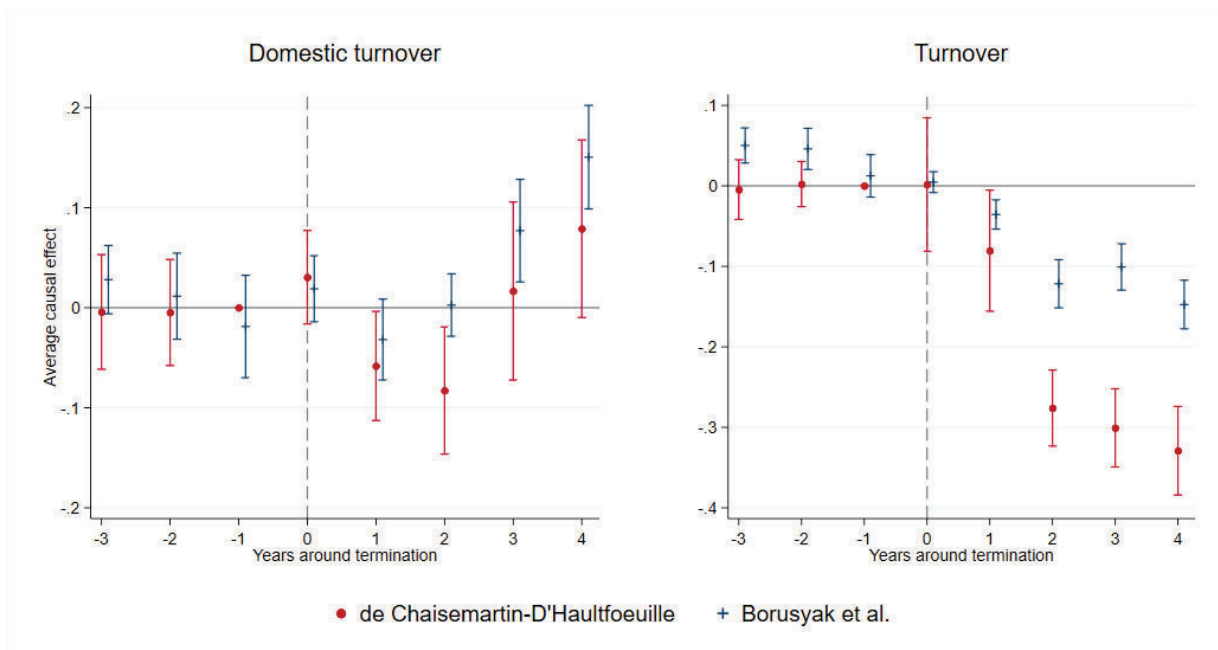 Domestic turnover
Turnover
Average causal effect
.2
.1
0
-.1
-.2
-3 -2 -1 0 1 2 3 4
Years around termination
.1
0
-.1
-.2
-.3
-.4
-3 -2 -1 0 1 2 3 4
Years around termination
de Chaisemartin-D'Haultfoeuille
Borusyak et al.